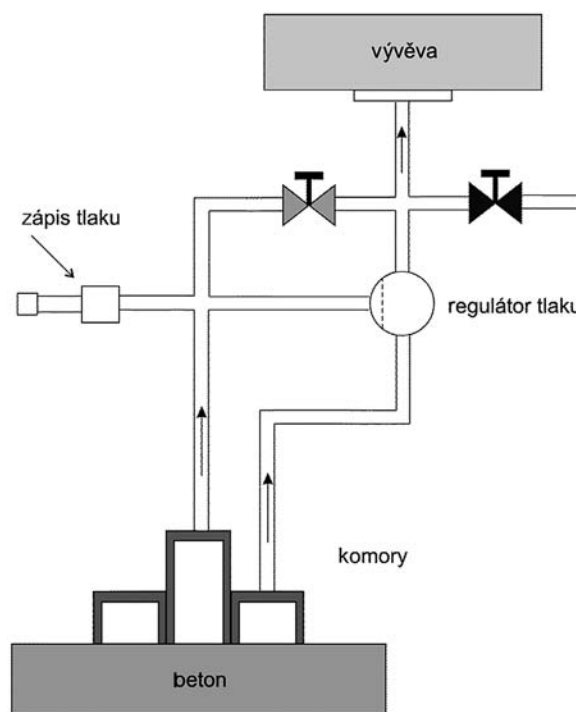 vývěva
zápis tlaku
regulátor tlaku
komory
beton